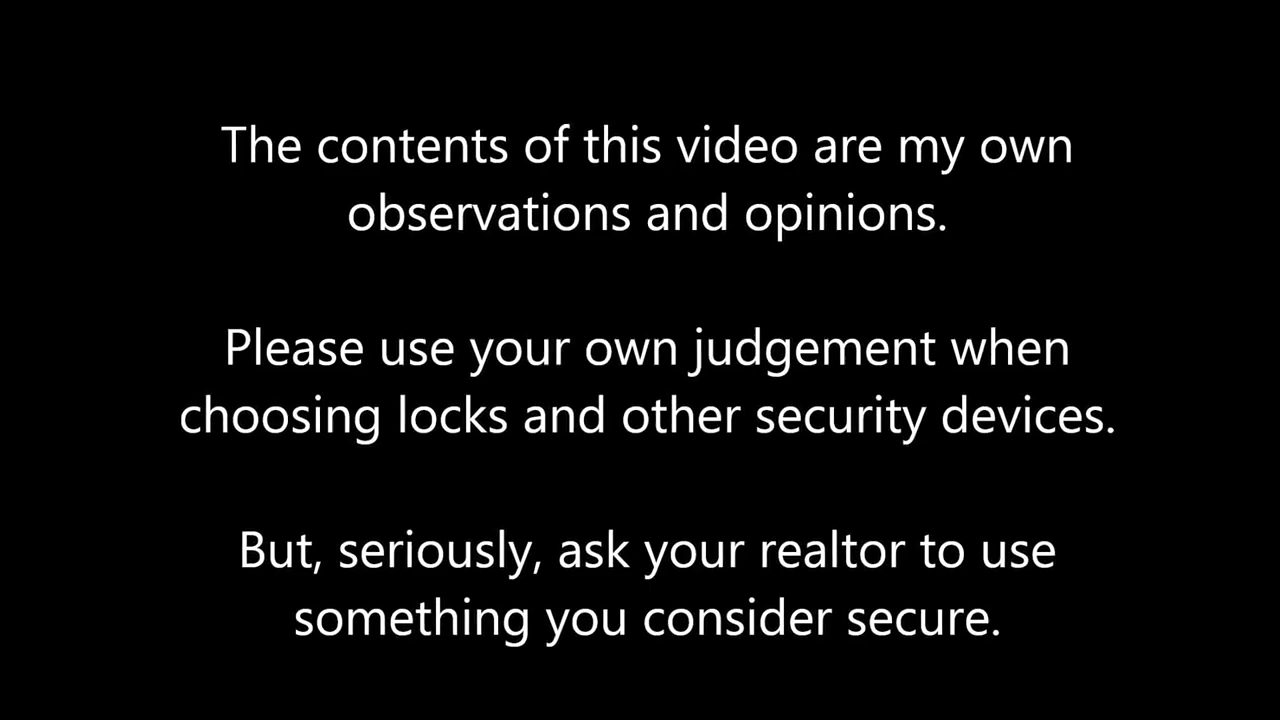 The contents of this video are my own
observations and opinions.
Please use your own judgement when
choosing locks and other security devices.
But, seriously, ask your realtor to use
something you consider secure.